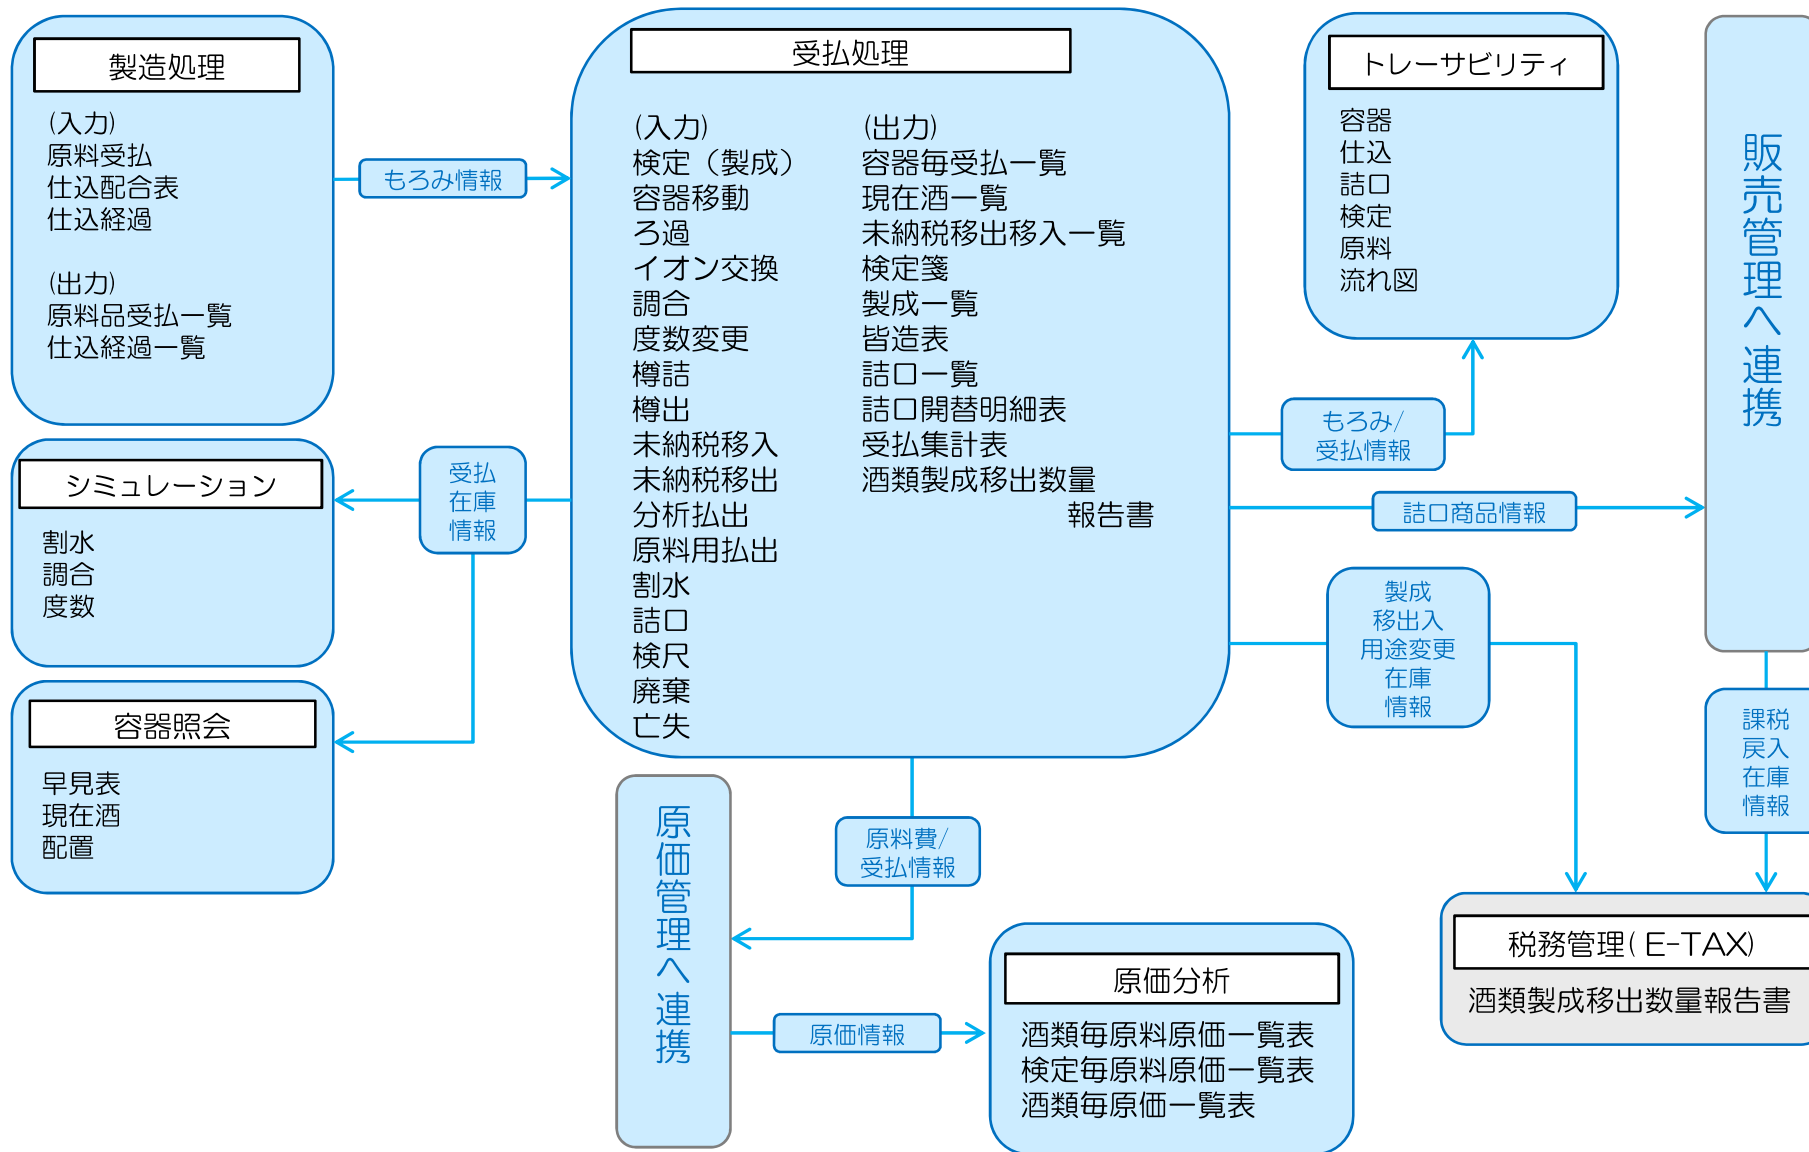 製造処理
(入力)
原料受払
仕込配合表
仕込経過
(出力)
原料品受払一覧
仕込経過一覧
もろみ情報
受払処理
(入力)
検定（製成）
容器移動
ろ過
イオン交換
調合
度数変更
樽詰
樽出
未納税移入
未納税移出
分析払出
原料用払出
割水
詰口
検尺
廃棄
亡失
(出力)
容器毎受払一覧
現在酒一覧
未納税移出移入一覧
検定箋
製成一覧
皆造表
詰口一覧
詰口開替明細表
受払集計表
酒類製成移出数量
報告書
トレーサビリティ
容器
仕込
詰口
検定
原料
流れ図
販売管理へ連携
もろみ/
受払情報
詰口商品情報
シミュレーション
割水
調合
度数
受払
在庫
情報
容器照会
早見表
現在酒
配置
製成
移出入
用途変更
在庫
情報
課税
戻入
在庫
情報
原価管理へ連携
原料費/
受払情報
原価情報
原価分析
酒類毎原料原価一覧表
検定毎原料原価一覧表
酒類毎原価一覧表
税務管理( E-TAX)
酒類製成移出数量報告書